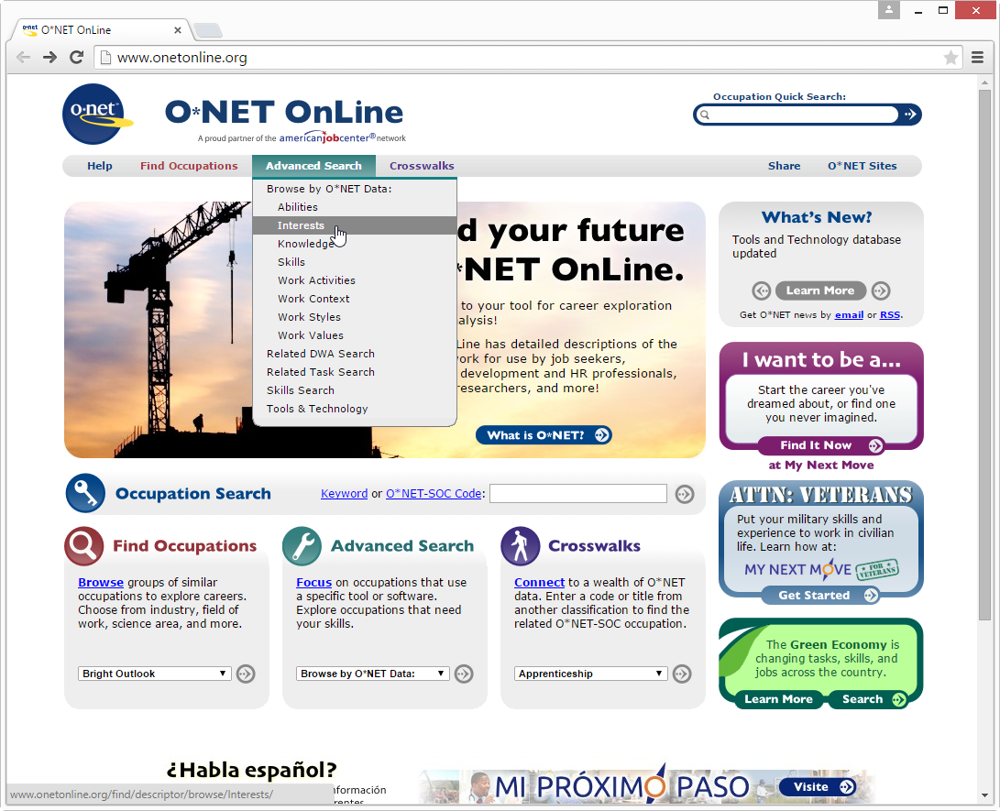 O*NET OnLine
www.onetonline.org
o·net
O*NET OnLine
A proud partner of the americanjobcenter® network
Occupation Quick Search:
Help
Find Occupations
Advanced Search
Crosswalks
Share
O*NET Sites
Browse by O*NET Data:
Abilities
Interests
Knowledge
Skills
Work Activities
Work Context
Work Styles
Work Values
Related DWA Search
Related Task Search
Skills Search
Tools & Technology
d your future
*NET OnLine.
to your tool for career exploration
alysis!
Line has detailed descriptions of the
ork for use by job seekers,
development and HR professionals,
esearchers, and more!
What is O*NET?
What's New?
Tools and Technology database
updated
Learn More
Get O*NET news by email or RSS.
I want to be a...
Start the career you've
dreamed about, or find one
you never imagined.
Find It Now
at My Next Move
ATTN: VETERANS
Put your military skills and
experience to work in civilian
life. Learn how at:
MY NEXT MOVE FOR VETERANS
Get Started
The Green Economy is
changing tasks, skills, and
jobs across the country.
Learn More
Search
Occupation Search
Keyword or O*NET-SOC Code:
Find Occupations
Browse groups of similar
occupations to explore careers.
Choose from industry, field of
work, science area, and more.
Bright Outlook
Advanced Search
Focus on occupations that use
a specific tool or software.
Explore occupations that need
your skills.
Browse by O*NET Data:
Crosswalks
Connect to a wealth of O*NET
data. Enter a code or title from
another classification to find the
related O*NET-SOC occupation.
Apprenticeship
¿Habla español?
nformación
rentes
MI PRÓXIMO PASO
Visite
www.onetonline.org/find/descriptor/browse/Interests/